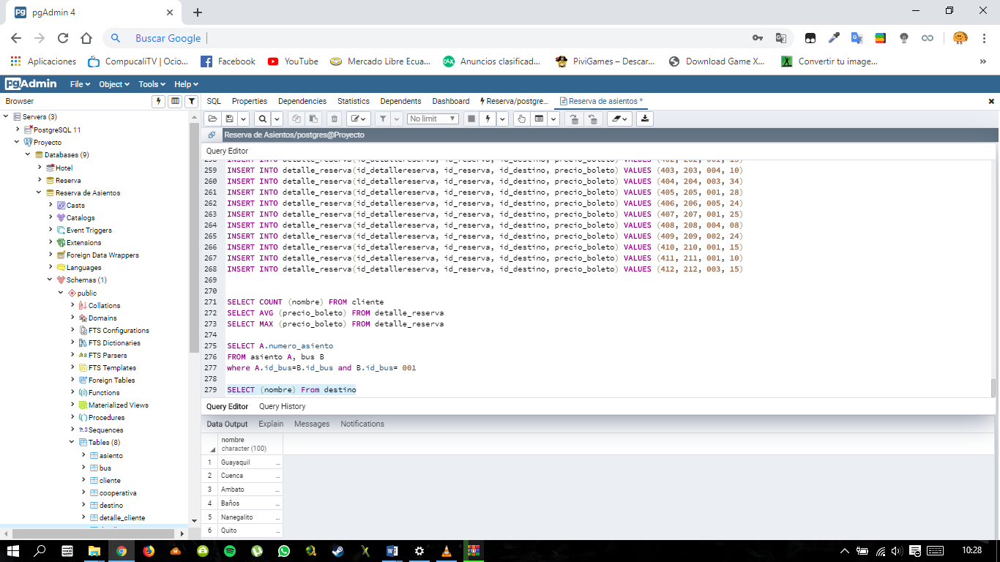 pgAdmin 4
Buscar Google
Aplicaciones CompucaliTV | Ocio... Facebook YouTube Mercado Libre Ecua... Anuncios clasificad... PiviGames – Descar... Download Game X... Convertir tu image... »
pgAdmin File Object Tools Help
Browser
SQL Properties Dependencies Statistics Dependents Dashboard Reserva/postgre... Reserva de asientos *
No limit
Servers (3)
PostgreSQL 11
Proyecto
Databases (9)
Hotel
Reserva
Reserva de Asientos
Casts
Catalogs
Event Triggers
Extensions
Foreign Data Wrappers
Languages
Schemas (1)
public
Collations
Domains
FTS Configurations
FTS Dictionaries
FTS Parsers
FTS Templates
Foreign Tables
Functions
Materialized Views
Procedures
Sequences
Tables (8)
asiento
bus
cliente
cooperativa
destino
detalle_cliente
Reserva de Asientos/postgres@Proyecto
Query Editor
258 INSERT INTO detalle_reserva(id_detallereserva, id_reserva, id_destino, precio_boleto) VALUES (402, 202, 001, 15)
259 INSERT INTO detalle_reserva(id_detallereserva, id_reserva, id_destino, precio_boleto) VALUES (403, 203, 004, 10)
260 INSERT INTO detalle_reserva(id_detallereserva, id_reserva, id_destino, precio_boleto) VALUES (404, 204, 003, 34)
261 INSERT INTO detalle_reserva(id_detallereserva, id_reserva, id_destino, precio_boleto) VALUES (405, 205, 001, 28)
262 INSERT INTO detalle_reserva(id_detallereserva, id_reserva, id_destino, precio_boleto) VALUES (406, 206, 005, 24)
263 INSERT INTO detalle_reserva(id_detallereserva, id_reserva, id_destino, precio_boleto) VALUES (407, 207, 001, 25)
264 INSERT INTO detalle_reserva(id_detallereserva, id_reserva, id_destino, precio_boleto) VALUES (408, 208, 004, 08)
265 INSERT INTO detalle_reserva(id_detallereserva, id_reserva, id_destino, precio_boleto) VALUES (409, 209, 002, 24)
266 INSERT INTO detalle_reserva(id_detallereserva, id_reserva, id_destino, precio_boleto) VALUES (410, 210, 001, 15)
267 INSERT INTO detalle_reserva(id_detallereserva, id_reserva, id_destino, precio_boleto) VALUES (411, 211, 001, 10)
268 INSERT INTO detalle_reserva(id_detallereserva, id_reserva, id_destino, precio_boleto) VALUES (412, 212, 003, 15)
269
270
271 SELECT COUNT (nombre) FROM cliente
272 SELECT AVG (precio_boleto) FROM detalle_reserva
273 SELECT MAX (precio_boleto) FROM detalle_reserva
274
275 SELECT A.numero_asiento
276 FROM asiento A, bus B
277 where A.id_bus=B.id_bus and B.id_bus= 001
278
279 SELECT (nombre) From destino
Query Editor Query History
Data Output Explain Messages Notifications
nombre
character (100)
1 Guayaquil ...
2 Cuenca ...
3 Ambato ...
4 Baños ...
5 Nanegalito ...
6 Quito ...
10:28